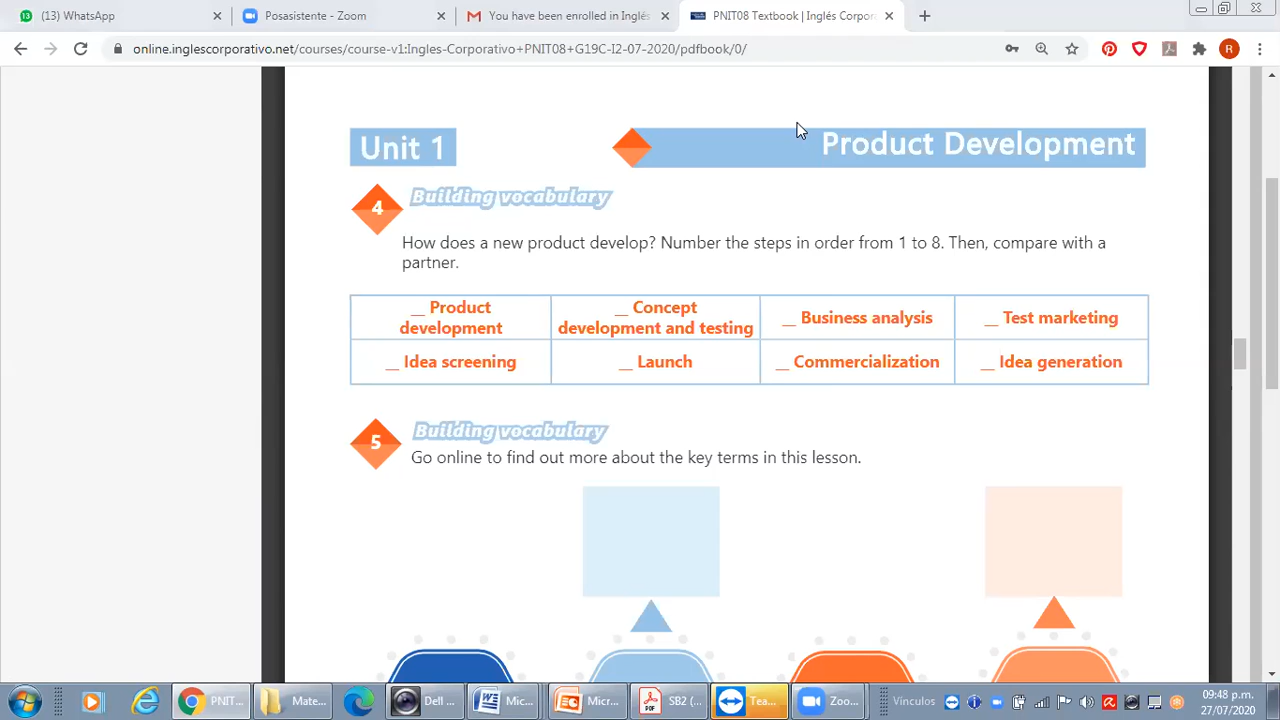 (13) WhatsApp
Posasistente - Zoom
You have been enrolled in Inglés
PNIT08 Textbook | Inglés Corpor
online.inglescorporativo.net/courses/course-v1:Ingles-Corporativo+PNIT08+G19C-I2-07-2020/pdfbook/0/
R
Unit 1
Product Development
4
Building vocabulary
How does a new product develop? Number the steps in order from 1 to 8. Then, compare with a
partner.
__ Product
development
__ Concept
development and testing
__ Business analysis
__ Test marketing
__ Idea screening
__ Launch
__ Commercialization
__ Idea generation
5
Building vocabulary
Go online to find out more about the key terms in this lesson.
PNIT...
Mate...
Dell ...
Micr...
Micr...
SB2 (...
Tea...
Zoo...
Vínculos
09:48 p.m.
27/07/2020